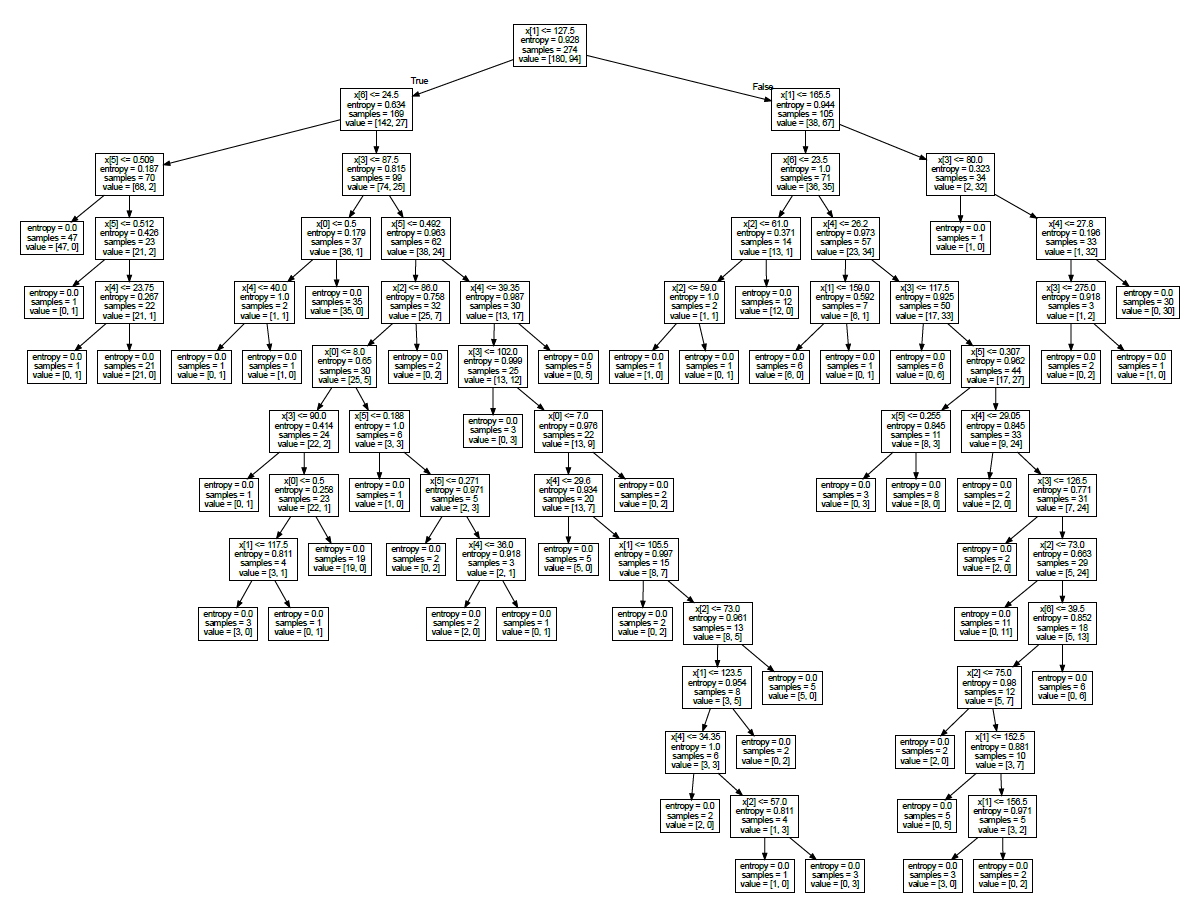 x[1] <= 127.5
entropy = 0.928
samples = 274
value = [180, 94]
True
False
x[6] <= 24.5
entropy = 0.634
samples = 169
value = [142, 27]
x[1] <= 165.5
entropy = 0.944
samples = 105
value = [38, 67]
x[5] <= 0.509
entropy = 0.187
samples = 70
value = [68, 2]
x[3] <= 87.5
entropy = 0.815
samples = 99
value = [74, 25]
x[6] <= 23.5
entropy = 1.0
samples = 71
value = [36, 35]
x[3] <= 80.0
entropy = 0.323
samples = 34
value = [2, 32]
entropy = 0.0
samples = 47
value = [47, 0]
x[5] <= 0.512
entropy = 0.426
samples = 23
value = [21, 2]
x[0] <= 0.5
entropy = 0.179
samples = 37
value = [36, 1]
x[5] <= 0.492
entropy = 0.963
samples = 62
value = [38, 24]
x[2] <= 61.0
entropy = 0.371
samples = 14
value = [13, 1]
x[4] <= 26.2
entropy = 0.973
samples = 57
value = [23, 34]
entropy = 0.0
samples = 1
value = [1, 0]
x[4] <= 27.8
entropy = 0.196
samples = 33
value = [1, 32]
entropy = 0.0
samples = 1
value = [0, 1]
x[4] <= 23.75
entropy = 0.267
samples = 22
value = [21, 1]
x[4] <= 40.0
entropy = 1.0
samples = 2
value = [1, 1]
entropy = 0.0
samples = 35
value = [35, 0]
x[2] <= 86.0
entropy = 0.758
samples = 32
value = [25, 7]
x[4] <= 39.35
entropy = 0.987
samples = 30
value = [13, 17]
x[2] <= 59.0
entropy = 1.0
samples = 2
value = [1, 1]
entropy = 0.0
samples = 12
value = [12, 0]
x[1] <= 159.0
entropy = 0.592
samples = 7
value = [6, 1]
x[3] <= 117.5
entropy = 0.925
samples = 50
value = [17, 33]
x[3] <= 275.0
entropy = 0.918
samples = 3
value = [1, 2]
entropy = 0.0
samples = 30
value = [0, 30]
entropy = 0.0
samples = 1
value = [0, 1]
entropy = 0.0
samples = 21
value = [21, 0]
entropy = 0.0
samples = 1
value = [0, 1]
entropy = 0.0
samples = 1
value = [1, 0]
x[0] <= 8.0
entropy = 0.65
samples = 30
value = [25, 5]
entropy = 0.0
samples = 2
value = [0, 2]
x[3] <= 102.0
entropy = 0.999
samples = 25
value = [13, 12]
entropy = 0.0
samples = 5
value = [0, 5]
entropy = 0.0
samples = 1
value = [1, 0]
entropy = 0.0
samples = 1
value = [0, 1]
entropy = 0.0
samples = 6
value = [6, 0]
entropy = 0.0
samples = 1
value = [0, 1]
entropy = 0.0
samples = 6
value = [0, 6]
x[5] <= 0.307
entropy = 0.962
samples = 44
value = [17, 27]
entropy = 0.0
samples = 2
value = [0, 2]
entropy = 0.0
samples = 1
value = [1, 0]
x[3] <= 90.0
entropy = 0.414
samples = 24
value = [22, 2]
x[5] <= 0.188
entropy = 1.0
samples = 6
value = [3, 3]
entropy = 0.0
samples = 3
value = [0, 3]
x[0] <= 7.0
entropy = 0.976
samples = 22
value = [13, 9]
x[5] <= 0.255
entropy = 0.845
samples = 11
value = [8, 3]
x[4] <= 29.05
entropy = 0.845
samples = 33
value = [9, 24]
entropy = 0.0
samples = 1
value = [0, 1]
x[0] <= 0.5
entropy = 0.258
samples = 23
value = [22, 1]
entropy = 0.0
samples = 1
value = [1, 0]
x[5] <= 0.271
entropy = 0.971
samples = 5
value = [2, 3]
x[4] <= 29.6
entropy = 0.934
samples = 20
value = [13, 7]
entropy = 0.0
samples = 2
value = [0, 2]
entropy = 0.0
samples = 3
value = [0, 3]
entropy = 0.0
samples = 8
value = [8, 0]
entropy = 0.0
samples = 2
value = [2, 0]
x[3] <= 126.5
entropy = 0.771
samples = 31
value = [7, 24]
x[1] <= 117.5
entropy = 0.811
samples = 4
value = [3, 1]
entropy = 0.0
samples = 19
value = [19, 0]
entropy = 0.0
samples = 2
value = [0, 2]
x[4] <= 36.0
entropy = 0.918
samples = 3
value = [2, 1]
entropy = 0.0
samples = 5
value = [5, 0]
x[1] <= 105.5
entropy = 0.997
samples = 15
value = [8, 7]
entropy = 0.0
samples = 2
value = [2, 0]
x[2] <= 73.0
entropy = 0.663
samples = 29
value = [5, 24]
entropy = 0.0
samples = 3
value = [3, 0]
entropy = 0.0
samples = 1
value = [0, 1]
entropy = 0.0
samples = 2
value = [2, 0]
entropy = 0.0
samples = 1
value = [0, 1]
entropy = 0.0
samples = 2
value = [0, 2]
x[2] <= 73.0
entropy = 0.961
samples = 13
value = [8, 5]
entropy = 0.0
samples = 11
value = [0, 11]
x[6] <= 39.5
entropy = 0.852
samples = 18
value = [5, 13]
x[1] <= 123.5
entropy = 0.954
samples = 8
value = [3, 5]
entropy = 0.0
samples = 5
value = [5, 0]
x[2] <= 75.0
entropy = 0.98
samples = 12
value = [5, 7]
entropy = 0.0
samples = 6
value = [0, 6]
x[4] <= 34.35
entropy = 1.0
samples = 6
value = [3, 3]
entropy = 0.0
samples = 2
value = [0, 2]
entropy = 0.0
samples = 2
value = [2, 0]
x[1] <= 152.5
entropy = 0.881
samples = 10
value = [3, 7]
entropy = 0.0
samples = 2
value = [2, 0]
x[2] <= 57.0
entropy = 0.811
samples = 4
value = [1, 3]
entropy = 0.0
samples = 5
value = [0, 5]
x[1] <= 156.5
entropy = 0.971
samples = 5
value = [3, 2]
entropy = 0.0
samples = 1
value = [1, 0]
entropy = 0.0
samples = 3
value = [0, 3]
entropy = 0.0
samples = 3
value = [3, 0]
entropy = 0.0
samples = 2
value = [0, 2]